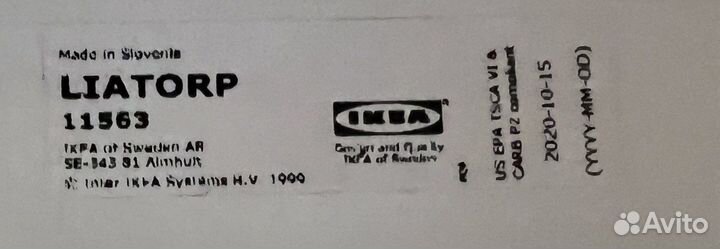 Made in Slovenia
LIATORP
11563
IKEA of Sweden AB
SE-343 81 Älmhult
© Inter IKEA Systems B.V. 1999
IKEA
®
Design and Quality
IKEA of Sweden
US EPA TSCA VI &
CARB P2 compliant
2020-10-15
(YYYY-MM-DD)
Avito